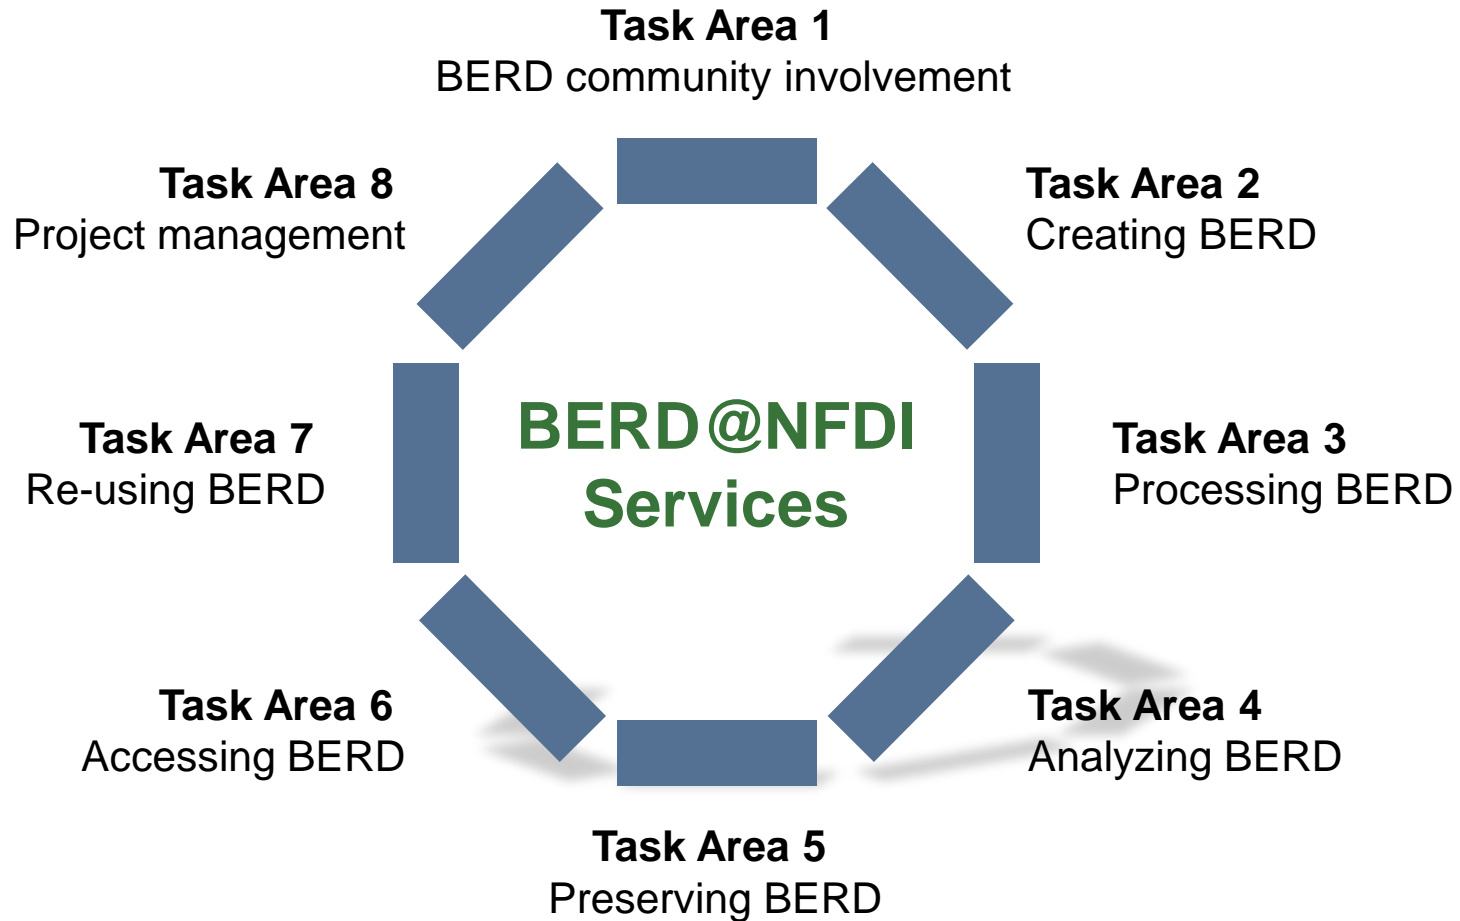 Task Area 1
BERD community involvement
Task Area 8
Project management
Task Area 2
Creating BERD
BERD@NFDI
Services
Task Area 7
Re-using BERD
Task Area 3
Processing BERD
Task Area 6
Accessing BERD
Task Area 4
Analyzing BERD
Task Area 5
Preserving BERD